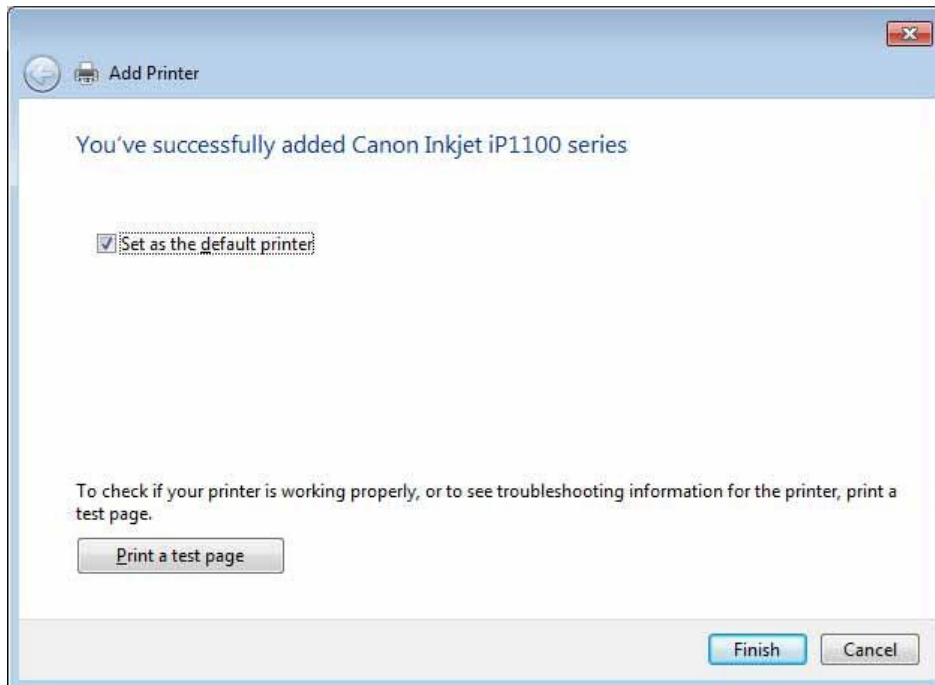 Add Printer
You've successfully added Canon Inkjet iP1100 series
Set as the default printer
To check if your printer is working properly, or to see troubleshooting information for the printer, print a
test page.
Print a test page
Finish Cancel